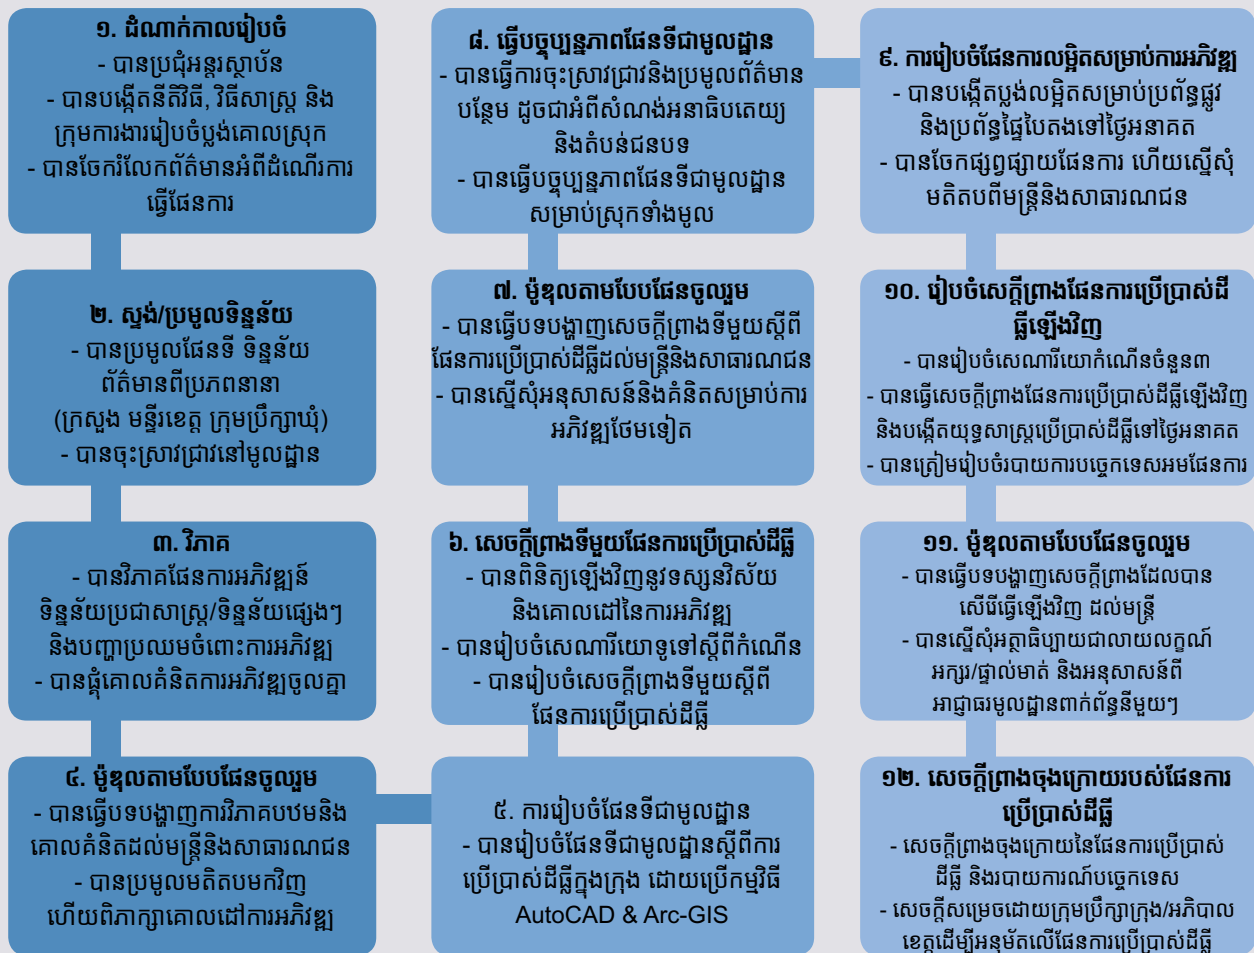 ១. ដំណាក់កាលរៀបចំ
- បានប្រជុំអន្តរស្ថាប័ន
- បានបង្កើតនីតិវិធី, វិធីសាស្ត្រ និង
ក្រុមការងាររៀបចំប្លង់គោលស្រុក
- បានចែករំលែកព័ត៌មានអំពីដំណើរការ
ធ្វើផែនការ
២. ស្ទង់/ប្រមូលទិន្នន័យ
- បានប្រមូលផែនទី ទិន្នន័យ
ព័ត៌មានពីប្រភពនានា
(ក្រសួង មន្ទីរខេត្ត ក្រុមប្រឹក្សាឃុំ)
- បានចុះស្រាវជ្រាវនៅមូលដ្ឋាន
៣. វិភាគ
- បានវិភាគផែនការអភិវឌ្ឍន៍
ទិន្នន័យប្រជាសាស្ត្រ/ទិន្នន័យផ្សេងៗ
និងបញ្ហាប្រឈមចំពោះការអភិវឌ្ឍ
- បានផ្គុំគោលគំនិតការអភិវឌ្ឍចូលគ្នា
៤. ម៉ូឌុលតាមបែបផែនចូលរួម
- បានធ្វើបទបង្ហាញការវិភាគបឋមនិង
គោលគំនិតដល់មន្ត្រីនិងសាធារណជន
- បានប្រមូលមតិតបមកវិញ
ហើយពិភាក្សាគោលដៅការអភិវឌ្ឍ
៥. ការរៀបចំផែនទីជាមូលដ្ឋាន
- បានរៀបចំផែនទីជាមូលដ្ឋានស្តីពីការ
ប្រើប្រាស់ដីធ្លីក្នុងក្រុង ដោយប្រើកម្មវិធី
AutoCAD & Arc-GIS
៦. សេចក្តីព្រាងទីមួយផែនការប្រើប្រាស់ដីធ្លី
- បានពិនិត្យឡើងវិញនូវទស្សនវិស័យ
និងគោលដៅនៃការអភិវឌ្ឍ
- បានរៀបចំសេណារីយោទូទៅស្តីពីកំណើន
- បានរៀបចំសេចក្តីព្រាងទីមួយស្តីពី
ផែនការប្រើប្រាស់ដីធ្លី
៧. ម៉ូឌុលតាមបែបផែនចូលរួម
- បានធ្វើបទបង្ហាញសេចក្តីព្រាងទីមួយស្តីពី
ផែនការប្រើប្រាស់ដីធ្លីដល់មន្ត្រីនិងសាធារណជន
- បានស្នើសុំអនុសាសន៍និងគំនិតសម្រាប់ការ
អភិវឌ្ឍថែមទៀត
៨. ធ្វើបច្ចុប្បន្នភាពផែនទីជាមូលដ្ឋាន
- បានធ្វើការចុះស្រាវជ្រាវនិងប្រមូលព័ត៌មាន
បន្ថែម ដូចជាអំពីសំណង់អនាធិបតេយ្យ
និងតំបន់ជនបទ
- បានធ្វើបច្ចុប្បន្នភាពផែនទីជាមូលដ្ឋាន
សម្រាប់ស្រុកទាំងមូល
៩. ការរៀបចំផែនការលម្អិតសម្រាប់ការអភិវឌ្ឍ
- បានបង្កើតប្លង់លម្អិតសម្រាប់ប្រព័ន្ធផ្លូវ
និងប្រព័ន្ធផ្ទៃបៃតងទៅថ្ងៃអនាគត
- បានចែកផ្សព្វផ្សាយផែនការ ហើយស្នើសុំ
មតិតបពីមន្ត្រីនិងសាធារណជន
១០. រៀបចំសេក្តីព្រាងផែនការប្រើប្រាស់ដី
ធ្លីឡើងវិញ
- បានរៀបចំសេណារីយោកំណើនចំនួន៣
- បានធ្វើសេចក្តីព្រាងផែនការប្រើប្រាស់ដីធ្លីឡើងវិញ
និងបង្កើតយុទ្ធសាស្ត្រប្រើប្រាស់ដីធ្លីទៅថ្ងៃអនាគត
- បានត្រៀមរៀបចំរបាយការបច្ចេកទេសអមផែនការ
១១. ម៉ូឌុលតាមបែបផែនចូលរួម
- បានធ្វើបទបង្ហាញសេចក្តីព្រាងដែលបាន
សើរើធ្វើឡើងវិញ ដល់មន្ត្រី
- បានស្នើសុំអត្ថាធិប្បាយជាលាយលក្ខណ៍
អក្សរ/ផ្ទាល់មាត់ និងអនុសាសន៍ពី
អាជ្ញាធរមូលដ្ឋានពាក់ព័ន្ធនីមួយៗ
១២. សេចក្តីព្រាងចុងក្រោយរបស់ផែនការ
ប្រើប្រាស់ដីធ្លី
- សេចក្តីព្រាងចុងក្រោយនៃផែនការប្រើប្រាស់
ដីធ្លី និងរបាយការណ៍បច្ចេកទេស
- សេចក្តីសម្រេចដោយក្រុមប្រឹក្សាក្រុង/អភិបាល
ខេត្តដើម្បីអនុម័តលើផែនការប្រើប្រាស់ដីធ្លី